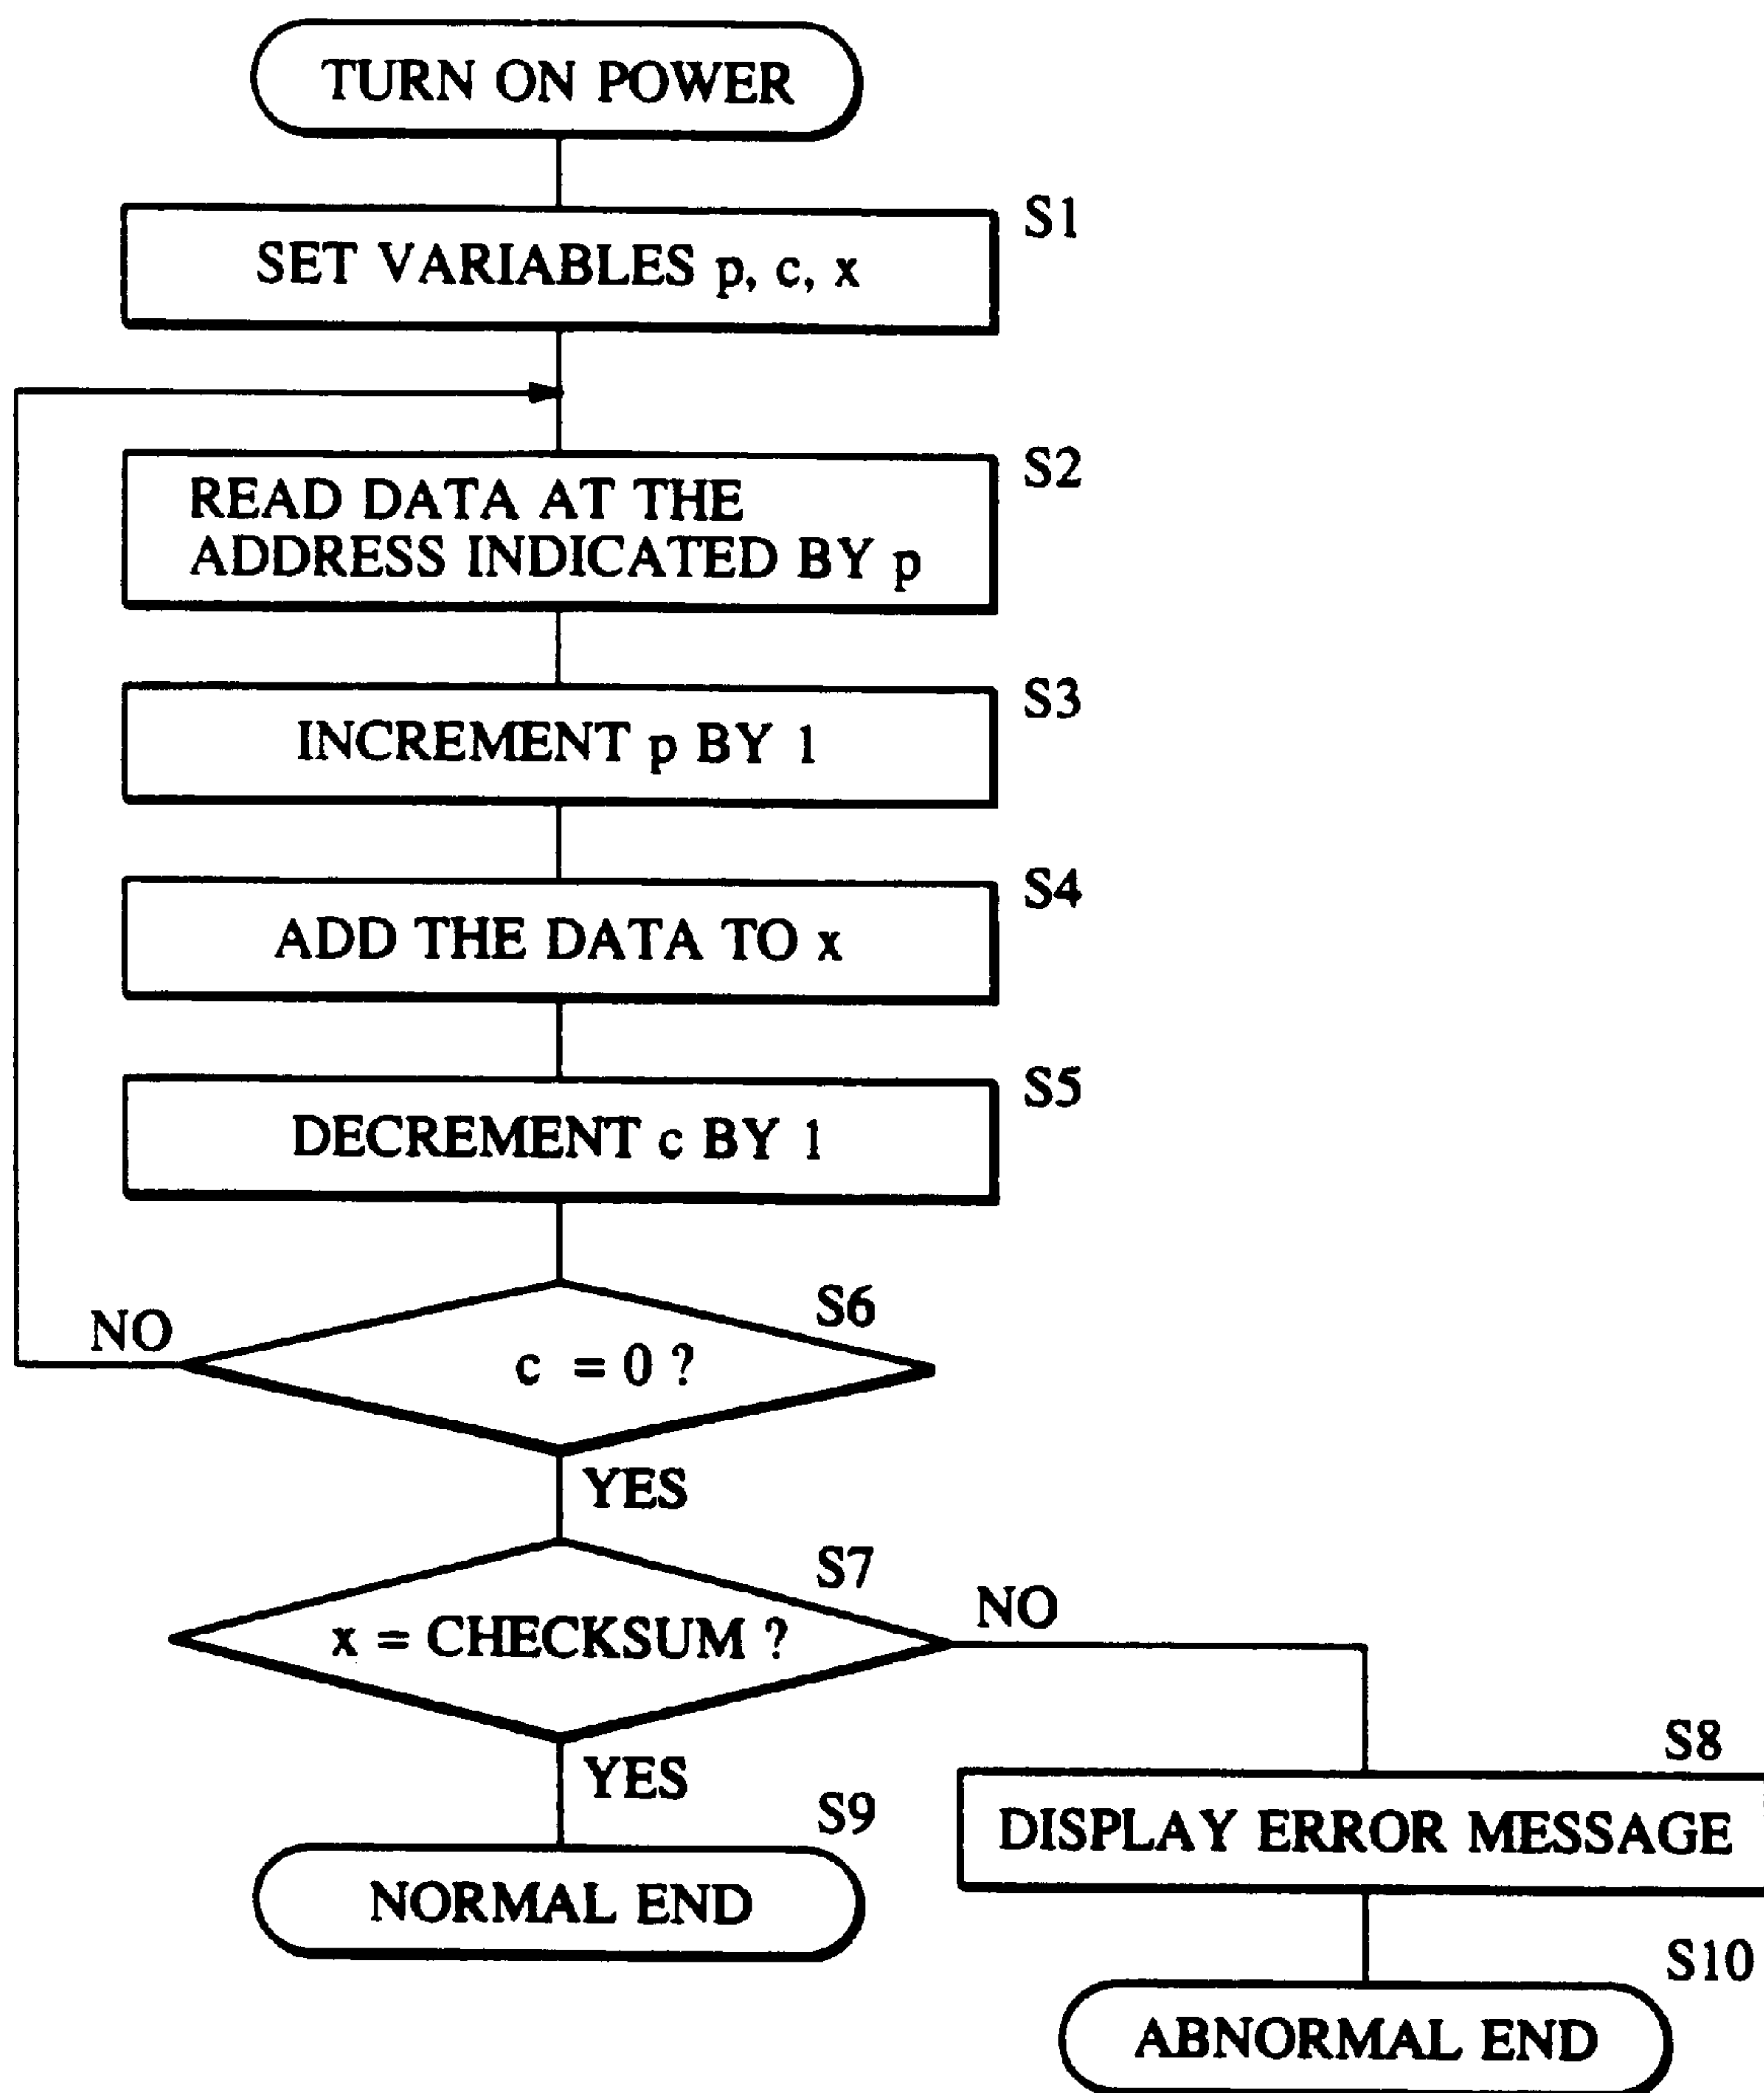 TURN ON POWER
S1
SET VARIABLES p, c, x
S2
READ DATA AT THE
ADDRESS INDICATED BY p
S3
INCREMENT p BY 1
S4
ADD THE DATA TO x
S5
DECREMENT c BY 1
S6
NO
c = 0 ?
YES
S7
NO
x = CHECKSUM ?
S8
YES
S9
DISPLAY ERROR MESSAGE
NORMAL END
S10
ABNORMAL END